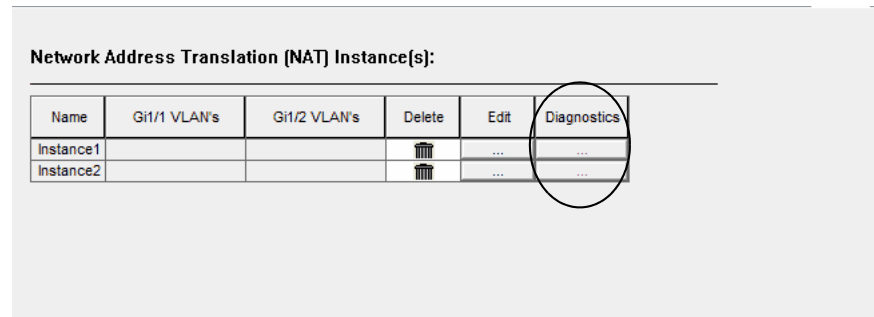 Network Address Translation (NAT) Instance(s):
Name Gi1/1 VLAN's Gi1/2 VLAN's Delete Edit Diagnostics
Instance1 ... ...
Instance2 ... ...